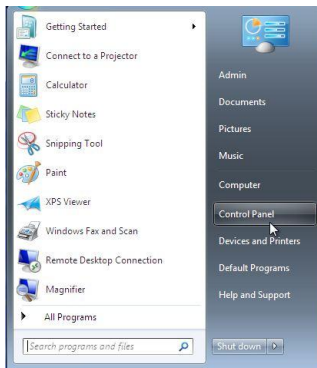 Getting Started
Connect to a Projector
Calculator
Sticky Notes
Snipping Tool
Paint
XPS Viewer
Windows Fax and Scan
Remote Desktop Connection
Magnifier
All Programs
Search programs and files
Admin
Documents
Pictures
Music
Computer
Control Panel
Devices and Printers
Default Programs
Help and Support
Shut down